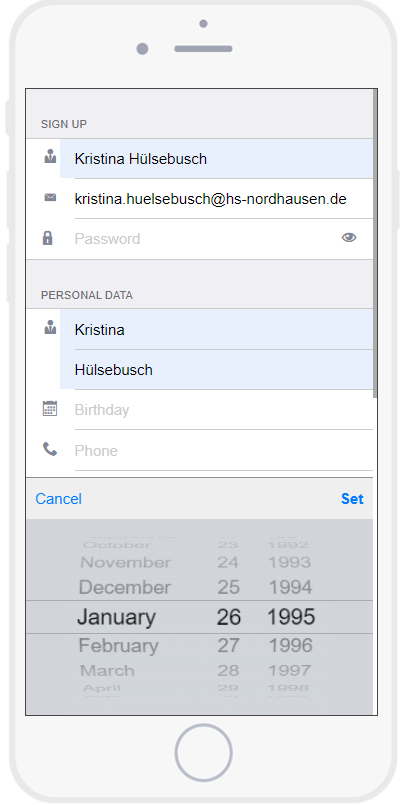 SIGN UP
Kristina Hülsebusch
kristina.huelsebusch@hs-nordhausen.de
Password
PERSONAL DATA
Kristina
Hülsebusch
Birthday
Phone
Cancel Set
October 23 1992
November 24 1993
December 25 1994
January 26 1995
February 27 1996
March 28 1997
April 29 1998